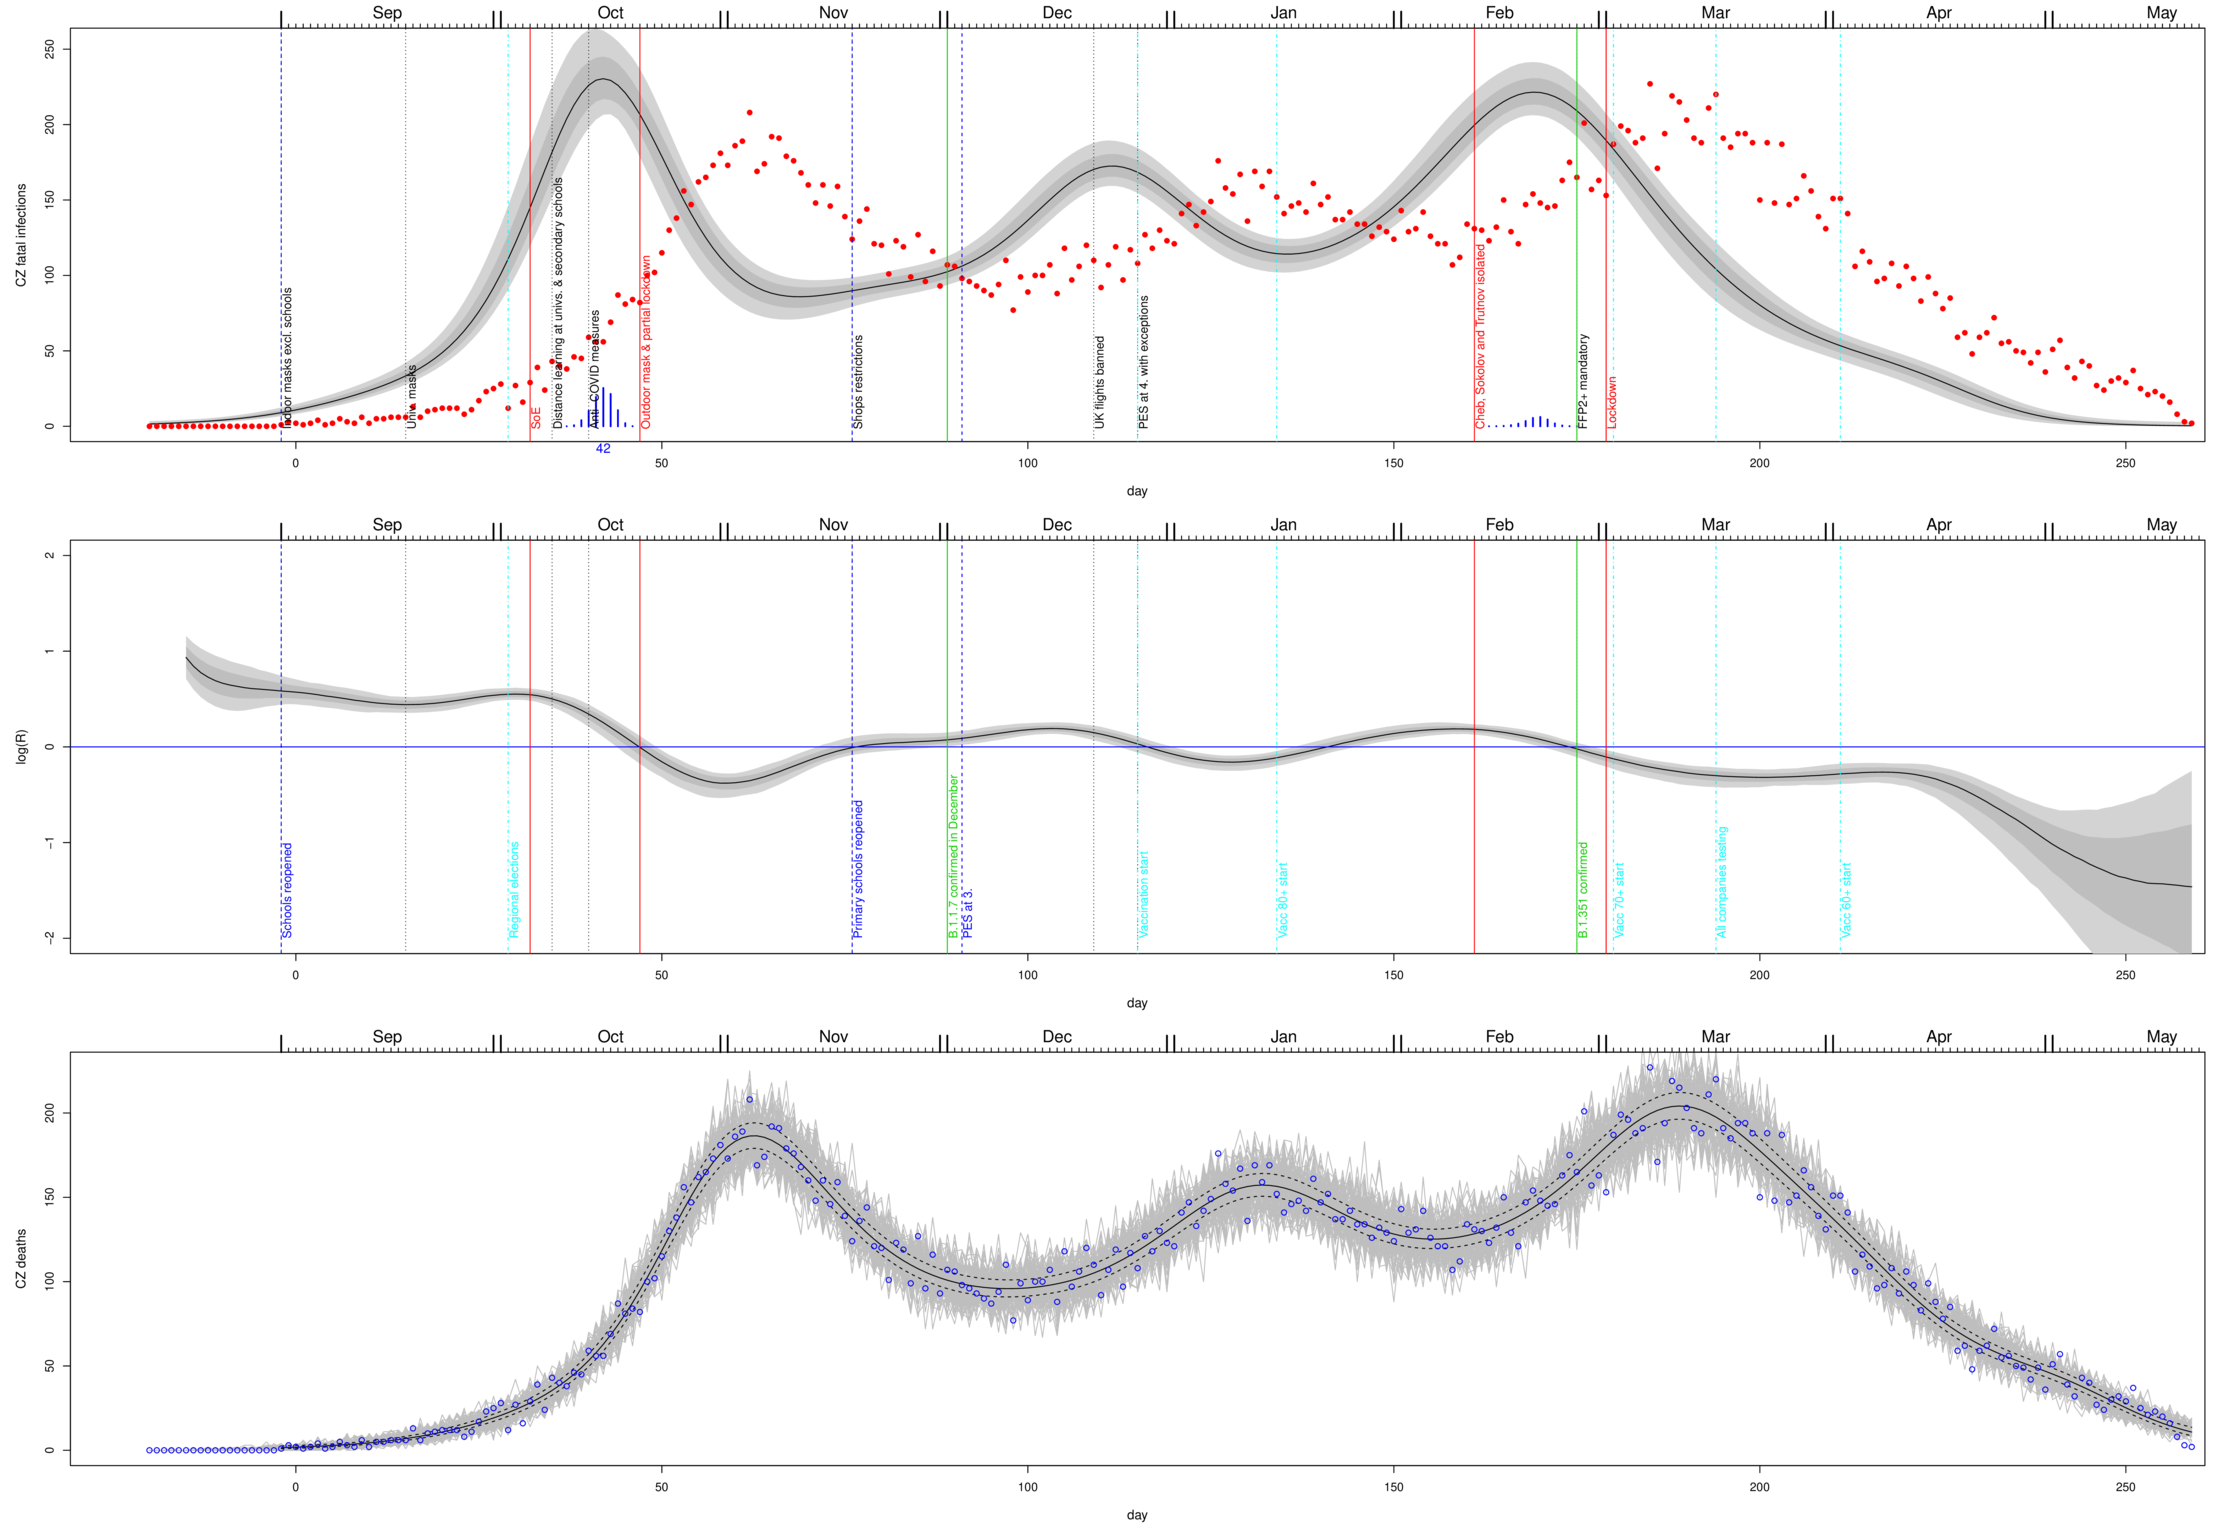 Sep Oct Nov Dec Jan Feb Mar Apr May
CZ fatal infections
250
200
150
100
50
0
Indoor masks excl. schools
Univ. masks
SoE
Distance learning at univs. & secondary schools
Anti-COVID measures
Outdoor mask & partial lockdown
Shops restrictions
UK flights banned
PES at 4. with exceptions
Cheb, Sokolov and Trutnov isolated
FFP2+ mandatory
Lockdown
42
0 50 100 150 200 250
day
Sep Oct Nov Dec Jan Feb Mar Apr May
log(R)
2
1
0
−1
−2
Schools reopened
Regional elections
Primary schools reopened
B.1.1.7 confirmed in December
PES at 3.
Vaccination start
Vacc 80+ start
B.1.351 confirmed
Vacc 70+ start
All companies testing
Vacc 60+ start
0 50 100 150 200 250
day
Sep Oct Nov Dec Jan Feb Mar Apr May
CZ deaths
200
150
100
50
0
0 50 100 150 200 250
day